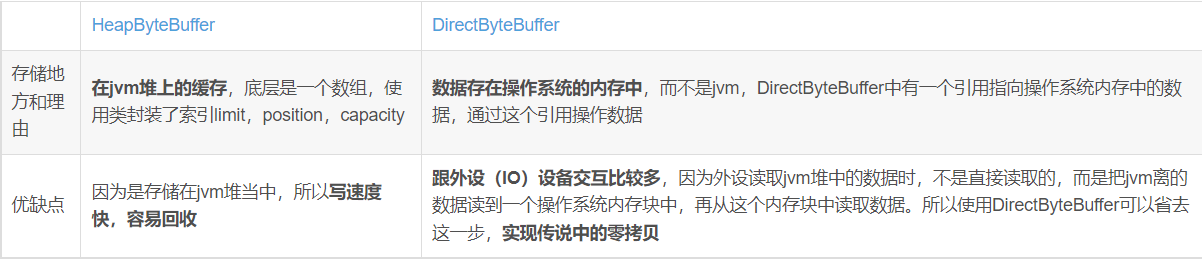 HeapByteBuffer
DirectByteBuffer
存储地
方和理
由
在jvm堆上的缓存，底层是一个数组，使
用类封装了索引limit，position，capacity
数据存在操作系统的内存中，而不是jvm，DirectByteBuffer中有一个引用指向操作系统内存中的数
据，通过这个引用操作数据
优缺点
因为是存储在jvm堆当中，所以写速度
快，容易回收
跟外设（IO）设备交互比较多，因为外设读取jvm堆中的数据时，不是直接读取的，而是把jvm离的
数据读到一个操作系统内存块中，再从这个内存块中读取数据。所以使用DirectByteBuffer可以省去
这一步，实现传说中的零拷贝